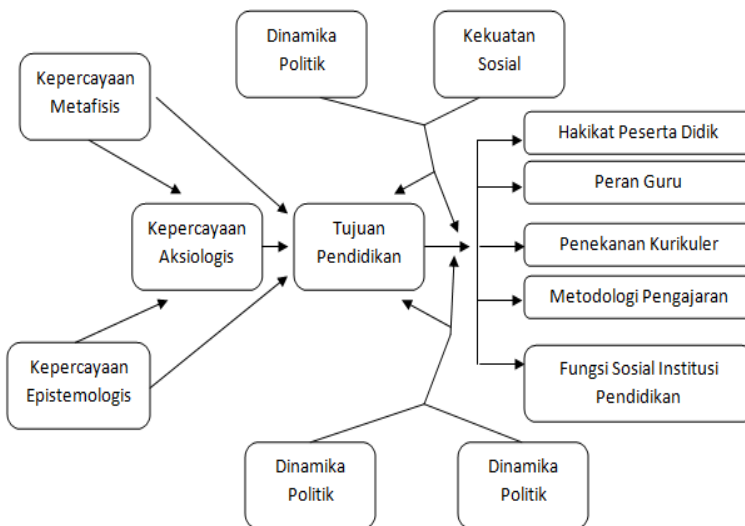 Dinamika
Politik
Kekuatan
Sosial
Kepercayaan
Metafisis
Hakikat Peserta Didik
Peran Guru
Kepercayaan
Aksiologis
Tujuan
Pendidikan
Penekanan Kurikuler
Metodologi Pengajaran
Kepercayaan
Epistemologis
Fungsi Sosial Institusi
Pendidikan
Dinamika
Politik
Dinamika
Politik